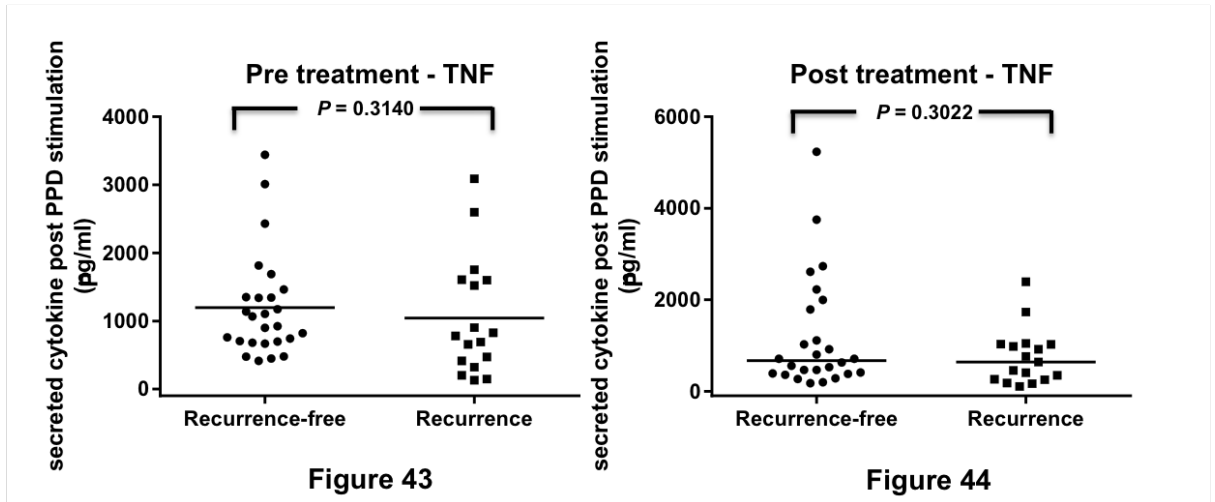 Pre treatment - TNF
P = 0.3140
secreted cytokine post PPD stimulation
(pg/ml)
4000
3000
2000
1000
0
Recurrence-free
Recurrence
Figure 43
Post treatment - TNF
P = 0.3022
secreted cytokine post PPD stimulation
(pg/ml)
6000
4000
2000
0
Recurrence-free
Recurrence
Figure 44